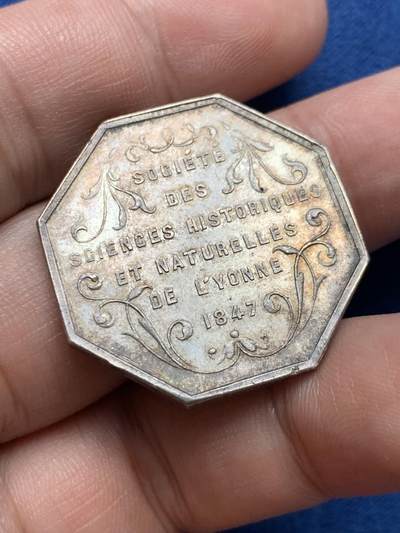 SOCIÉTÉ
DES
SCIENCES HISTORIQUES
ET NATURELLES
DE L'YONNE
1847